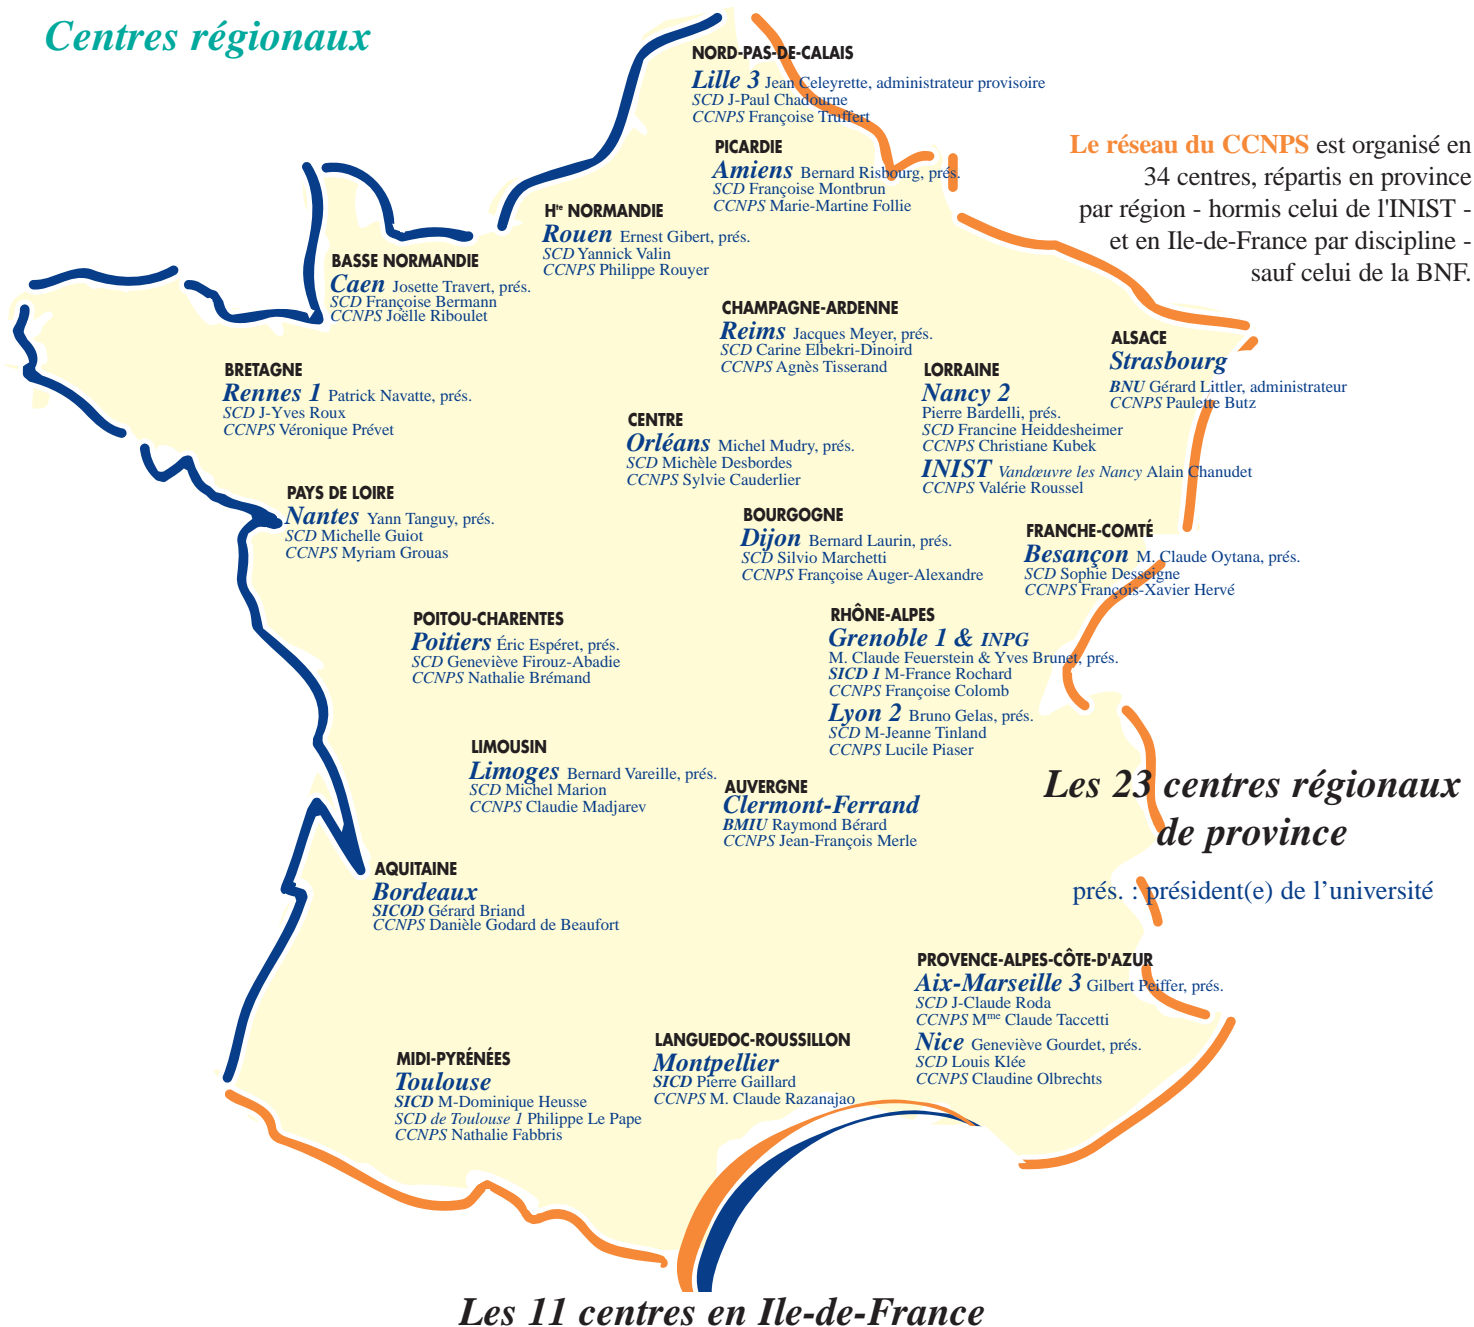 Centres régionaux
NORD-PAS-DE-CALAIS
Lille 3 Jean Celeyrette, administrateur provisoire
SCD J-Paul Chadourne
CCNPS Françoise Truffert
Le réseau du CCNPS est organisé en
34 centres, répartis en province
par région - hormis celui de l'INIST -
et en Ile-de-France par discipline -
sauf celui de la BNF.
PICARDIE
Amiens Bernard Risbourg, prés.
SCD Françoise Montbrun
CCNPS Marie-Martine Follie
Hte NORMANDIE
Rouen Ernest Gibert, prés.
SCD Yannick Valin
CCNPS Philippe Rouyer
BASSE NORMANDIE
Caen Josette Travert, prés.
SCD Françoise Bermann
CCNPS Joëlle Riboulet
CHAMPAGNE-ARDENNE
Reims Jacques Meyer, prés.
SCD Carine Elbekri-Dinoird
CCNPS Agnès Tisserand
ALSACE
Strasbourg
BNU Gérard Littler, administrateur
CCNPS Paulette Butz
BRETAGNE
Rennes 1 Patrick Navatte, prés.
SCD J-Yves Roux
CCNPS Véronique Prévet
LORRAINE
Nancy 2
Pierre Bardelli, prés.
SCD Francine Heiddesheimer
CCNPS Christiane Kubek
INIST Vandœuvre les Nancy Alain Chanudet
CCNPS Valérie Roussel
CENTRE
Orléans Michel Mudry, prés.
SCD Michèle Desbordes
CCNPS Sylvie Cauderlier
PAYS DE LOIRE
Nantes Yann Tanguy, prés.
SCD Michelle Guiot
CCNPS Myriam Grouas
BOURGOGNE
Dijon Bernard Laurin, prés.
SCD Silvio Marchetti
CCNPS Françoise Auger-Alexandre
FRANCHE-COMTÉ
Besançon M. Claude Oytana, prés.
SCD Sophie Desseigne
CCNPS François-Xavier Hervé
POITOU-CHARENTES
Poitiers Éric Espéret, prés.
SCD Geneviève Firouz-Abadie
CCNPS Nathalie Brémand
RHÔNE-ALPES
Grenoble 1 & INPG
M. Claude Feuerstein & Yves Brunet, prés.
SICD 1 M-France Rochard
CCNPS Françoise Colomb
Lyon 2 Bruno Gelas, prés.
SCD M-Jeanne Tinland
CCNPS Lucile Piaser
LIMOUSIN
Limoges Bernard Vareille, prés.
SCD Michel Marion
CCNPS Claudie Madjarev
AUVERGNE
Clermont-Ferrand
BMIU Raymond Bérard
CCNPS Jean-François Merle
Les 23 centres régionaux
de province
prés. : président(e) de l’université
AQUITAINE
Bordeaux
SICOD Gérard Briand
CCNPS Danièle Godard de Beaufort
PROVENCE-ALPES-CÔTE-D'AZUR
Aix-Marseille 3 Gilbert Peiffer, prés.
SCD J-Claude Roda
CCNPS Mme Claude Taccetti
Nice Geneviève Gourdet, prés.
SCD Louis Klée
CCNPS Claudine Olbrechts
LANGUEDOC-ROUSSILLON
Montpellier
SICD Pierre Gaillard
CCNPS M. Claude Razanajao
MIDI-PYRÉNÉES
Toulouse
SICD M-Dominique Heusse
SCD de Toulouse 1 Philippe Le Pape
CCNPS Nathalie Fabbris
Les 11 centres en Ile-de-France